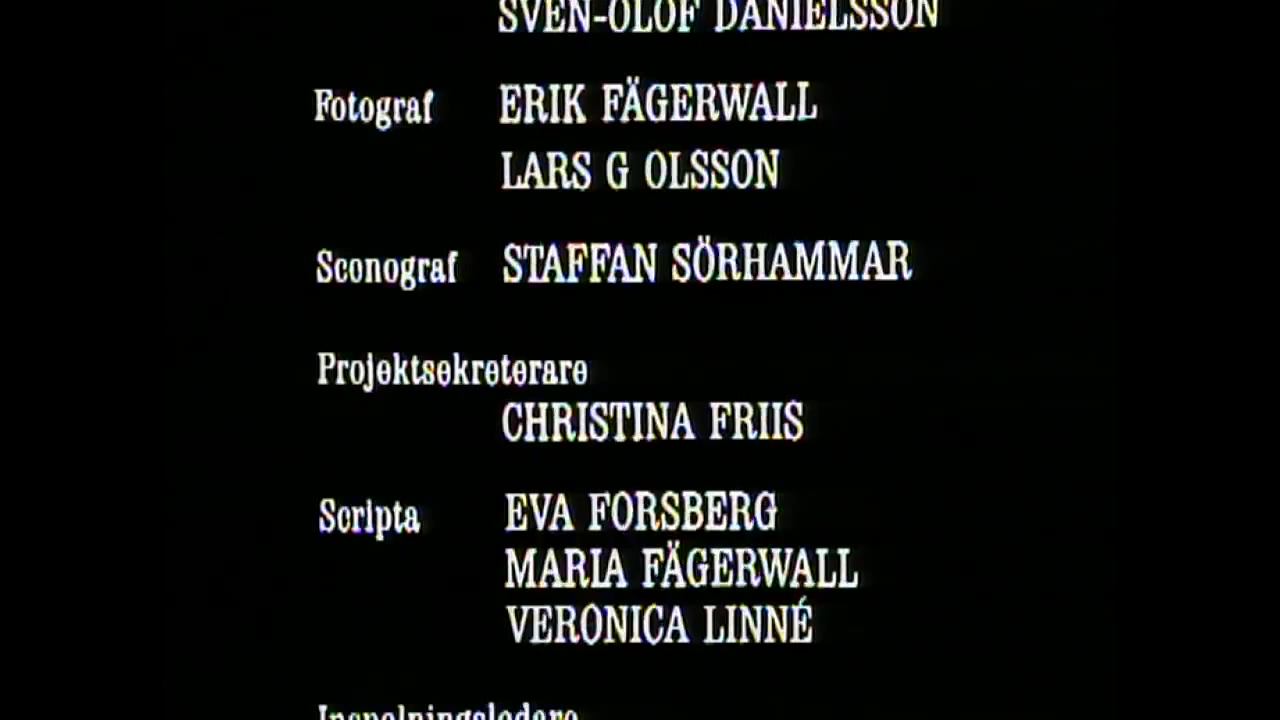 SVEN-OLOF DANIELSSON
Fotograf ERIK FÄGERWALL
LARS G OLSSON
Sconograf STAFFAN SÖRHAMMAR
Projektsekreterare
CHRISTINA FRIIS
Scripta EVA FORSBERG
MARIA FÄGERWALL
VERONICA LINNÉ
Inspelningsledare